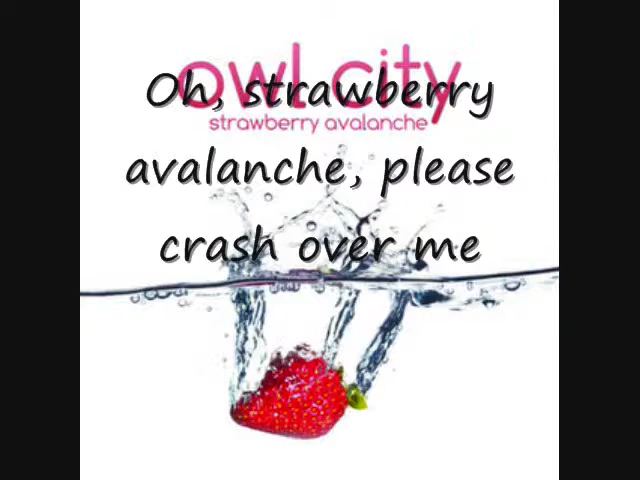 owl city
strawberry avalanche
Oh, strawberry
avalanche, please
crash over me